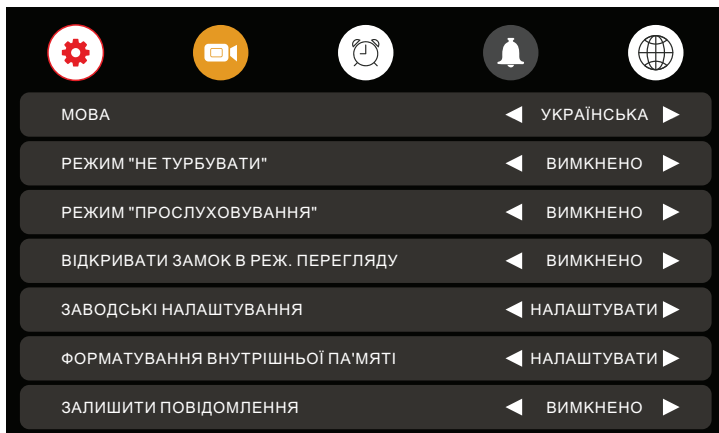 МОВА УКРАЇНСЬКА
РЕЖИМ "НЕ ТУРБУВАТИ" ВИМКНЕНО
РЕЖИМ "ПРОСЛУХОВУВАННЯ" ВИМКНЕНО
ВІДКРИВАТИ ЗАМОК В РЕЖ. ПЕРЕГЛЯДУ ВИМКНЕНО
ЗАВОДСЬКІ НАЛАШТУВАННЯ НАЛАШТУВАТИ
ФОРМАТУВАННЯ ВНУТРІШНЬОЇ ПА'МЯТІ НАЛАШТУВАТИ
ЗАЛИШИТИ ПОВІДОМЛЕННЯ ВИМКНЕНО